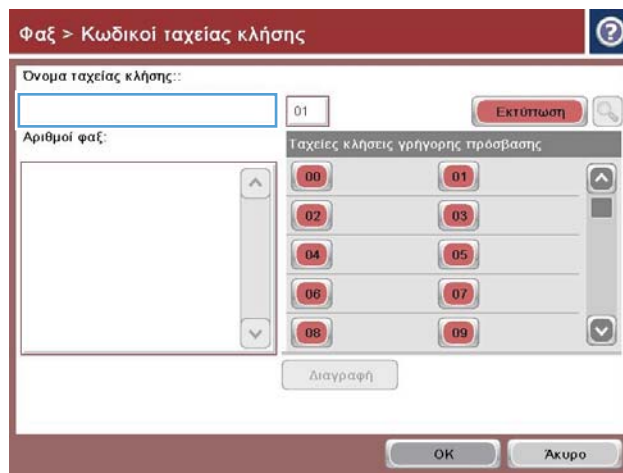 Φαξ > Κωδικοί ταχείας κλήσης
Όνομα ταχείας κλήσης::
01
Εκτύπωση
Αριθμοί φαξ:
Ταχείες κλήσεις γρήγορης πρόσβασης
00 01
02 03
04 05
06 07
08 09
Διαγραφή
OK Άκυρο